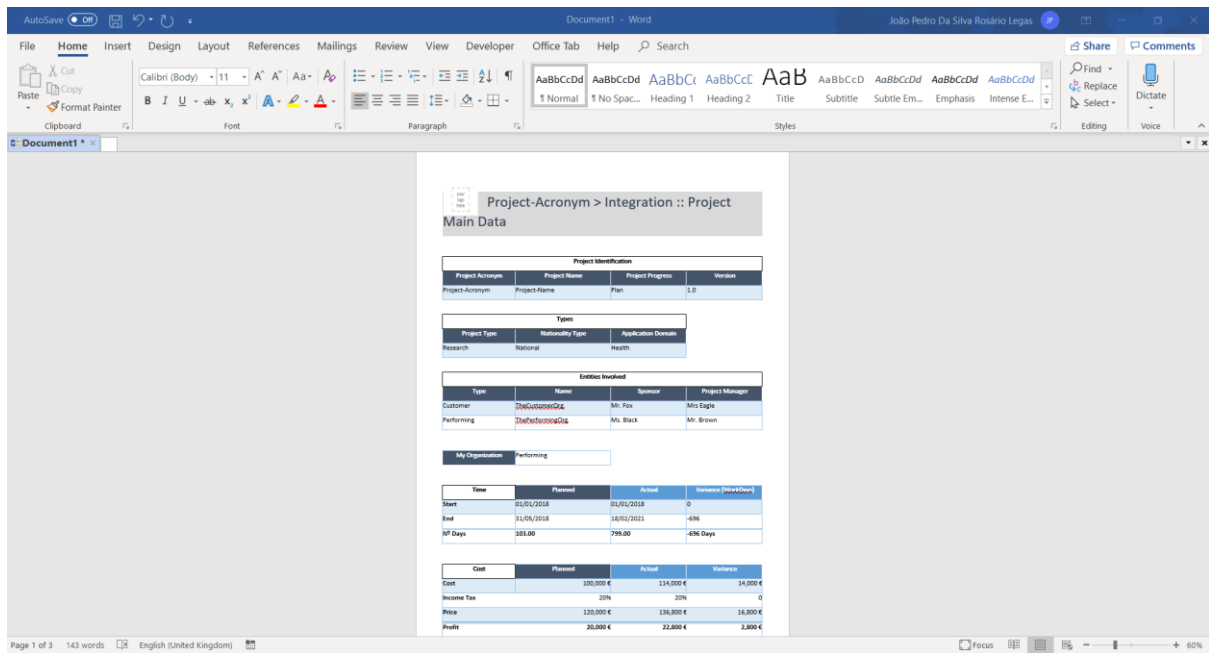 AutoSave Off Document1 - Word João Pedro Da Silva Rosário Legas JP
File Home Insert Design Layout References Mailings Review View Developer Office Tab Help Search Share Comments
Paste Cut Copy Format Painter
Calibri (Body) 11 A A Aa A
B I U ab x, x² A A
AaBbCcDd AaBbCcDd AaBbCc AaBbCcE AaB AaBbCcD AaBbCcDd AaBbCcDd AaBbCcDd
¶ Normal ¶ No Spac... Heading 1 Heading 2 Title Subtitle Subtle Em... Emphasis Intense E...
Find Replace Select Dictate
Clipboard Font Paragraph Styles Editing Voice
Document1 *
your logo here
Project-Acronym > Integration :: Project
Main Data
Project Identification
Project Acronym Project Name Project Progress Version
Project-Acronym Project-Name Plan 1.0
Types
Project Type Nationality Type Application Domain
Research National Health
Entities Involved
Type Name Sponsor Project Manager
Customer TheCustomerOrg Mr. Fox Mrs Eagle
Performing ThePerformingOrg Ms. Black Mr. Brown
My Organization Performing
Time Planned Actual Variance (WorkDays)
Start 01/01/2018 01/01/2018 0
End 31/05/2018 18/02/2021 -696
Nº Days 103.00 799.00 -696 Days
Cost Planned Actual Variance
Cost 100,000 € 114,000 € 14,000 €
Income Tax 20% 20% 0
Price 120,000 € 136,800 € 16,800 €
Profit 20,000 € 22,800 € 2,800 €
Page 1 of 3 143 words English (United Kingdom) Focus 60%